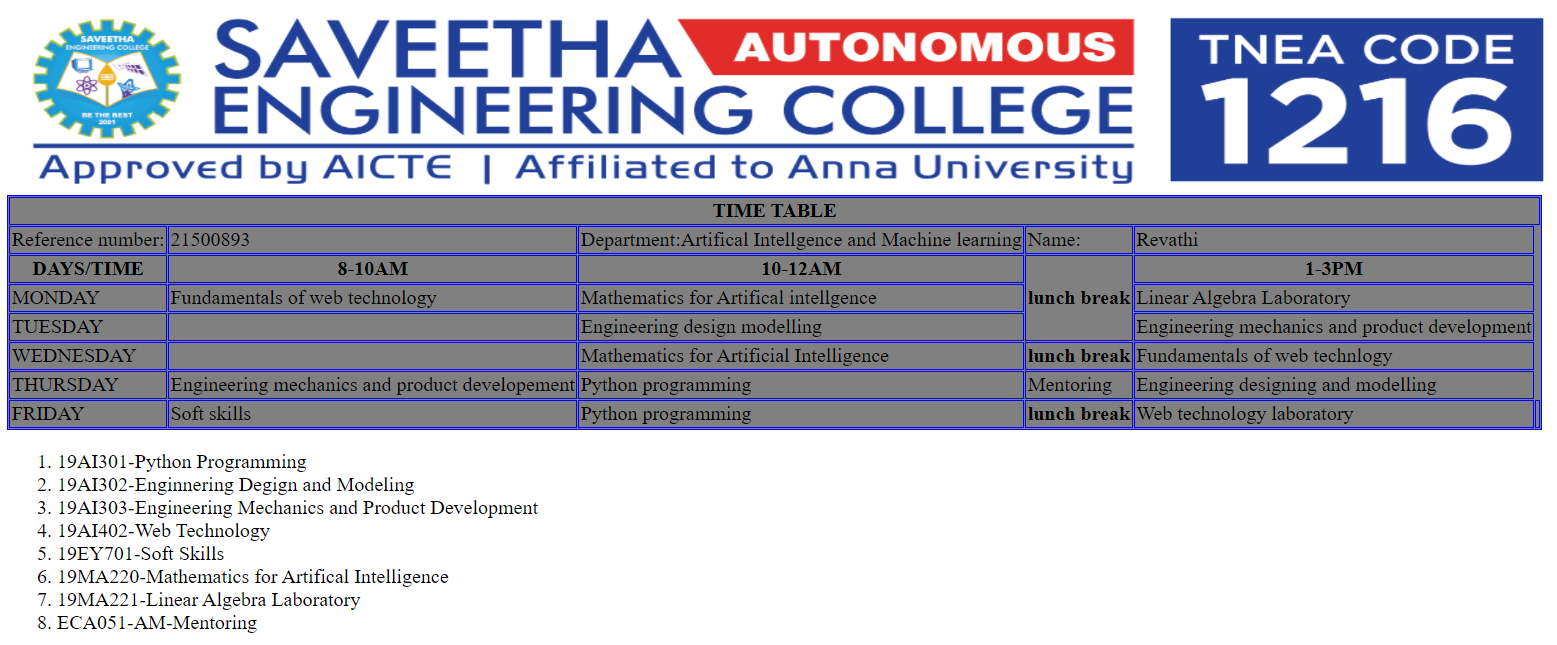 SAVEETHA
ENGINEERING COLLEGE
BE THE BEST
2001
SAVEETHA AUTONOMOUS
ENGINEERING COLLEGE
Approved by AICTE | Affiliated to Anna University
TNEA CODE
1216
TIME TABLE
Reference number: 21500893 Department:Artifical Intellgence and Machine learning Name: Revathi
DAYS/TIME 8-10AM 10-12AM lunch break 1-3PM
MONDAY Fundamentals of web technology Mathematics for Artifical intellgence Linear Algebra Laboratory
TUESDAY Engineering design modelling Engineering mechanics and product development
WEDNESDAY Mathematics for Artificial Intelligence lunch break Fundamentals of web technlogy
THURSDAY Engineering mechanics and product developement Python programming Mentoring Engineering designing and modelling
FRIDAY Soft skills Python programming lunch break Web technology laboratory
1. 19AI301-Python Programming
2. 19AI302-Enginnering Degign and Modeling
3. 19AI303-Engineering Mechanics and Product Development
4. 19AI402-Web Technology
5. 19EY701-Soft Skills
6. 19MA220-Mathematics for Artifical Intelligence
7. 19MA221-Linear Algebra Laboratory
8. ECA051-AM-Mentoring